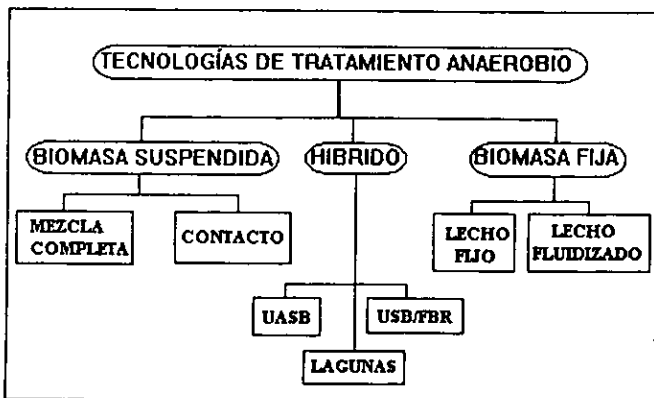 TECNOLOGÍAS DE TRATAMIENTO ANAEROBIO
BIOMASA SUSPENDIDA
HIBRIDO
BIOMASA FIJA
MEZCLA
COMPLETA
CONTACTO
LECHO
FIJO
LECHO
FLUIDIZADO
UASB
USB/FBR
LAGUNAS